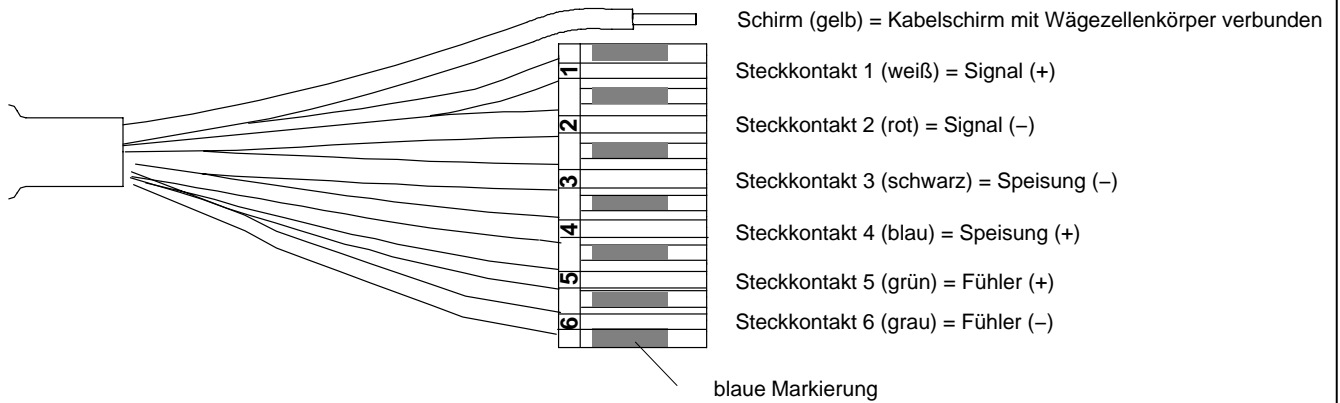 Schirm (gelb) = Kabelschirm mit Wägezellenkörper verbunden
1
Steckkontakt 1 (weiß) = Signal (+)
2
Steckkontakt 2 (rot) = Signal (−)
3
Steckkontakt 3 (schwarz) = Speisung (−)
4
Steckkontakt 4 (blau) = Speisung (+)
5
Steckkontakt 5 (grün) = Fühler (+)
6
Steckkontakt 6 (grau) = Fühler (−)
blaue Markierung